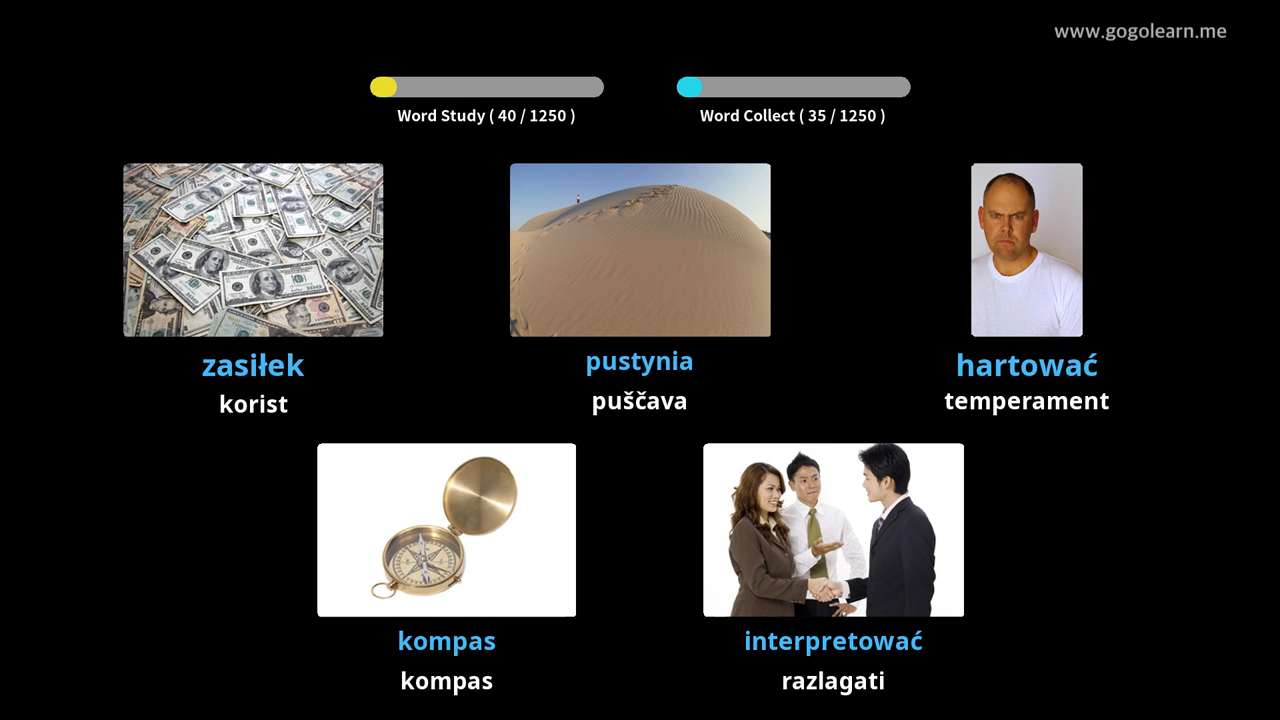 www.gogolearn.me
Word Study ( 40 / 1250 )
Word Collect ( 35 / 1250 )
zasiłek
korist
pustynia
puščava
hartować
temperament
kompas
kompas
interpretować
razlagati